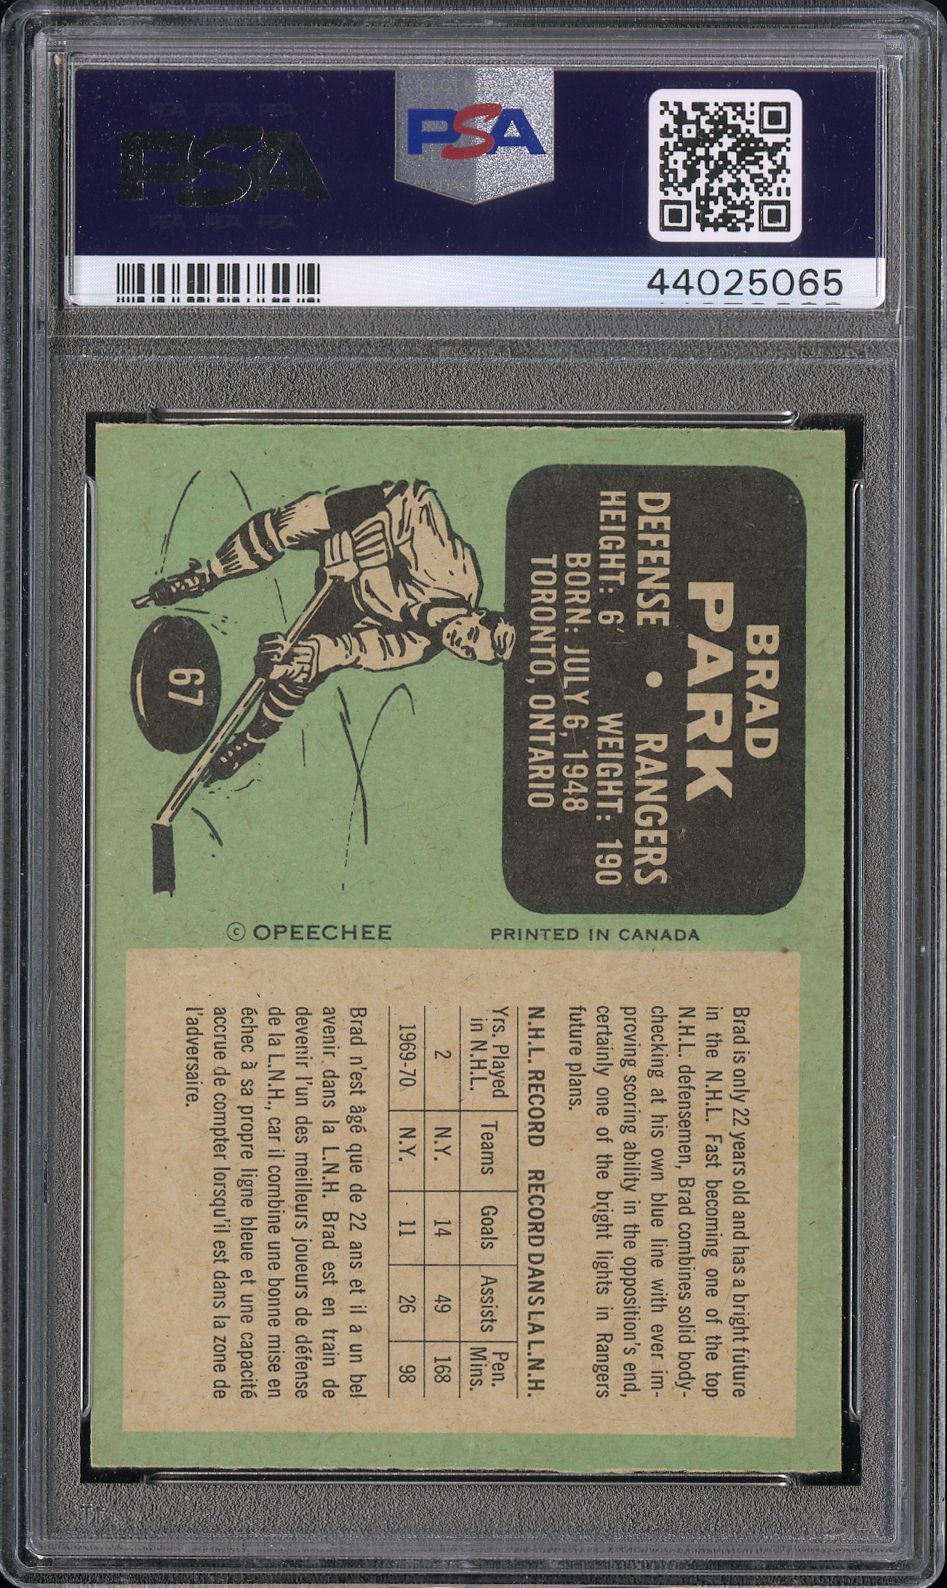 PSA
PSA PSA PSA
PSA
44025065
BRAD
PARK
DEFENSE • RANGERS
HEIGHT: 6' WEIGHT: 190
BORN: JULY 6, 1948
TORONTO, ONTARIO
67
© OPEECHEE
PRINTED IN CANADA
Brad is only 22 years old and has a bright future
in the N.H.L. Fast becoming one of the top
N.H.L. defensemen, Brad combines solid body-
checking at his own blue line with ever im-
proving scoring ability in the opposition's end,
certainly one of the bright lights in Rangers
future plans.
N.H.L. RECORD RECORD DANS LA L.N.H.
Yrs. Played in N.H.L. Teams Goals Assists Pen. Mins.
2 N.Y. 14 49 168
1969-70 N.Y. 11 26 98
Brad n'est âgé que de 22 ans et il a un bel
avenir dans la L.N.H. Brad est en train de
devenir l'un des meilleurs joueurs de défense
de la L.N.H., car il combine une bonne mise en
échec à sa propre ligne bleue et une capacité
accrue de compter lorsqu'il est dans la zone de
l'adversaire.